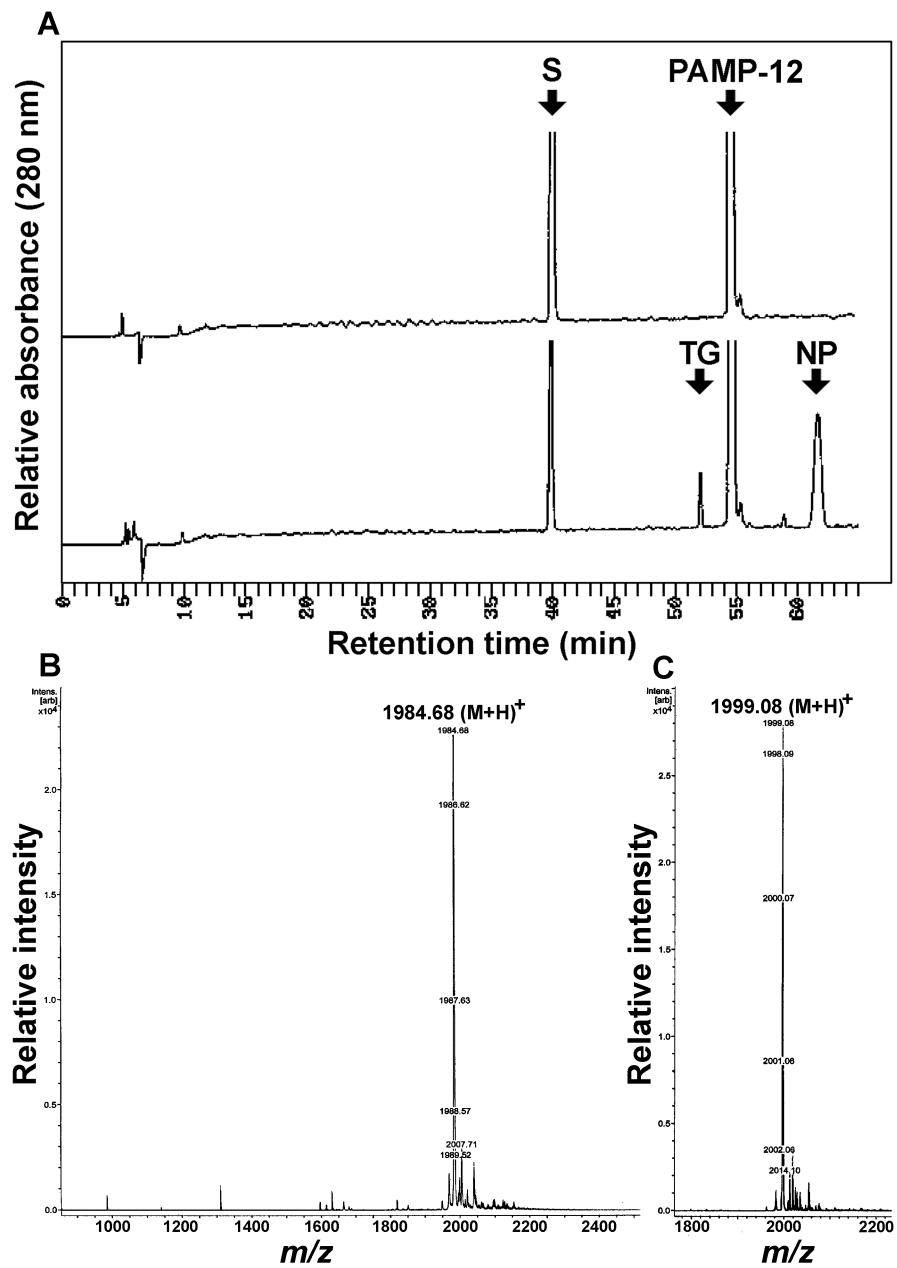 A
S PAMP-12
Relative absorbance (280 nm)
TG NP
0 5 10 15 20 25 30 35 40 45 50 55 60
Retention time (min)
B
Intens.
[arb]
x10⁴
1984.68 (M+H)⁺
1984.68
1986.62
2.0
1.5
1987.63
1.0
1988.57
0.5
2007.71
1989.52
0.0
Relative intensity
1000 1200 1400 1600 1800 2000 2200 2400
m/z
C
Intens.
[arb]
x10⁴
1999.08 (M+H)⁺
1999.08
1998.09
2.5
2.0
2000.07
1.5
1.0
2001.06
0.5
2002.06
2014.10
0.0
Relative intensity
1800 2000 2200
m/z